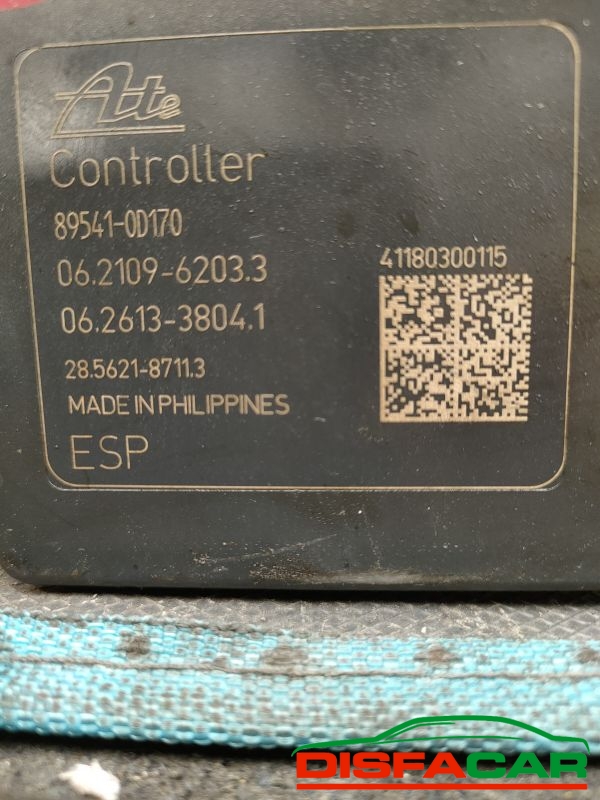 Ate
Controller
89541-0D170
06.2109-6203.3
06.2613-3804.1
28.5621-8711.3
MADE IN PHILIPPINES
ESP
41180300115
DISFACAR